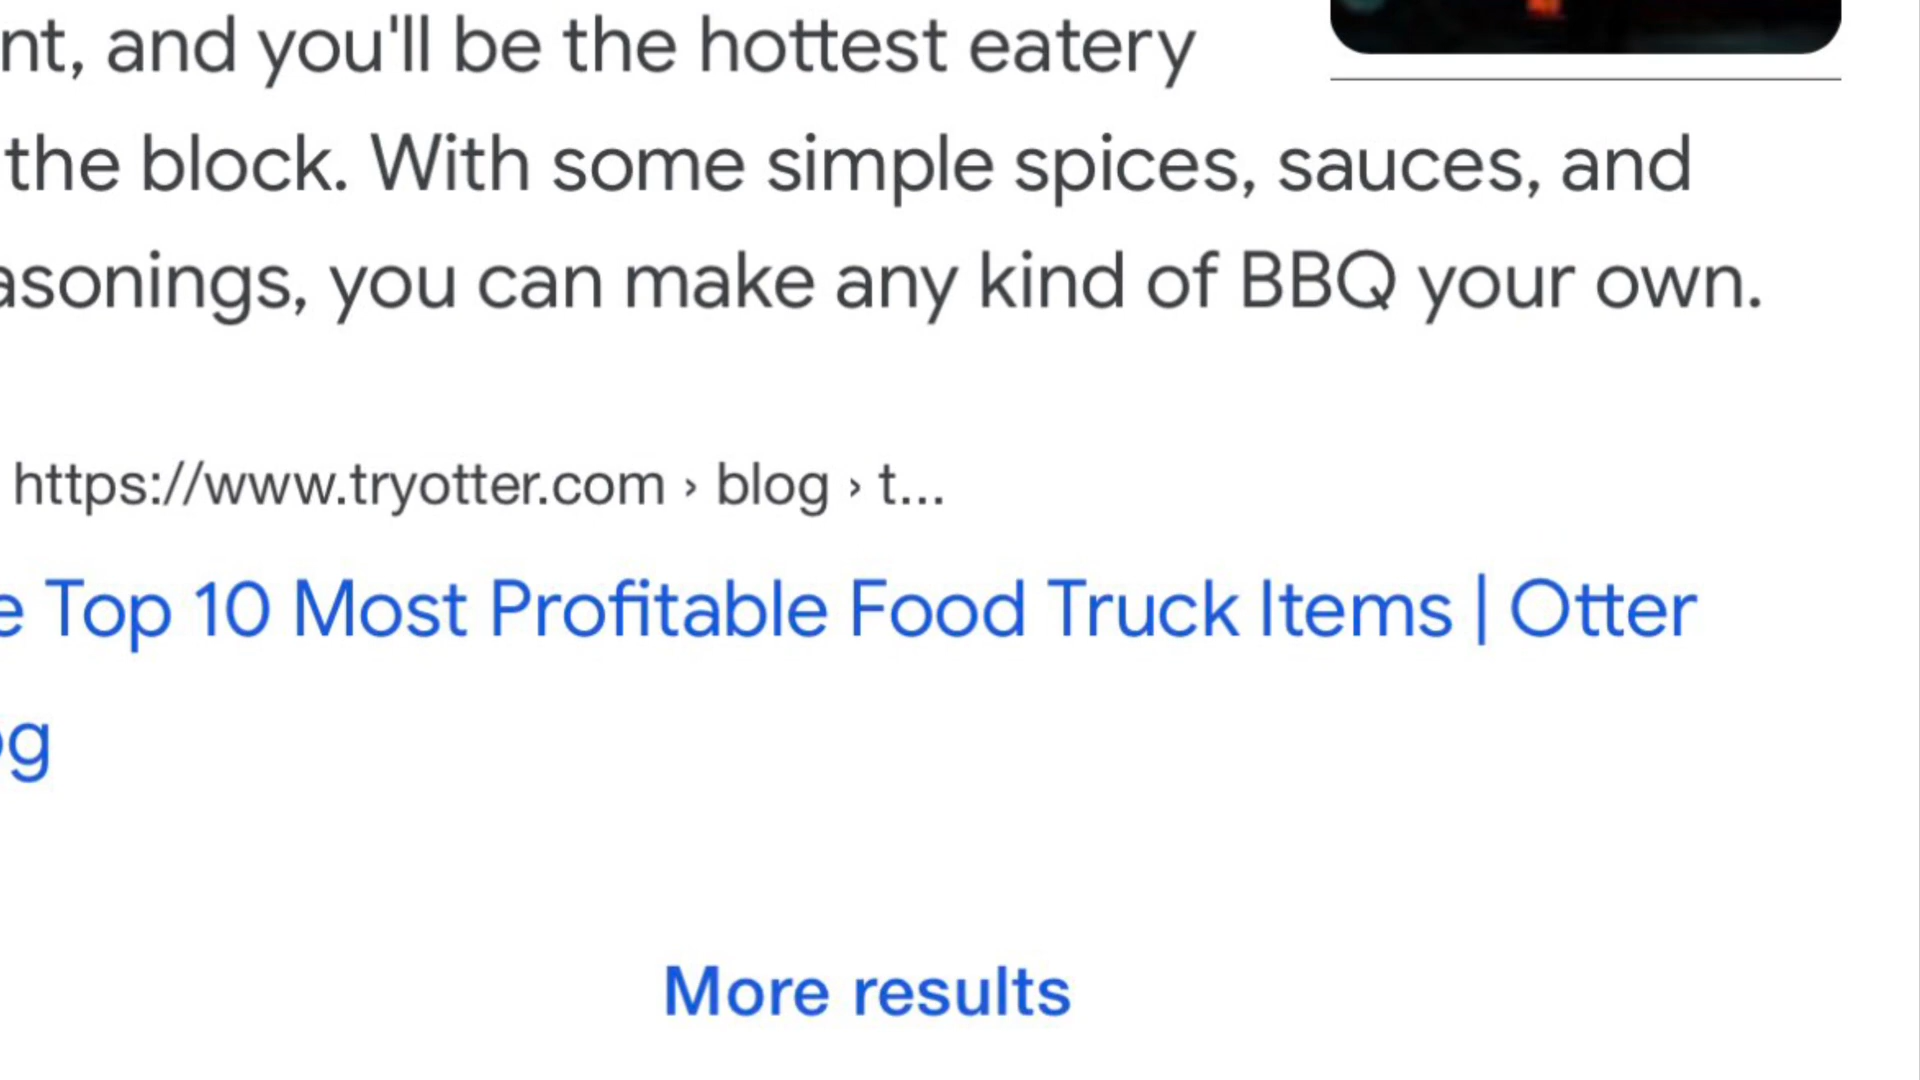 nt, and you'll be the hottest eatery
the block. With some simple spices, sauces, and
asonings, you can make any kind of BBQ your own.
https://www.tryotter.com › blog › t...
e Top 10 Most Profitable Food Truck Items | Otter
og
More results